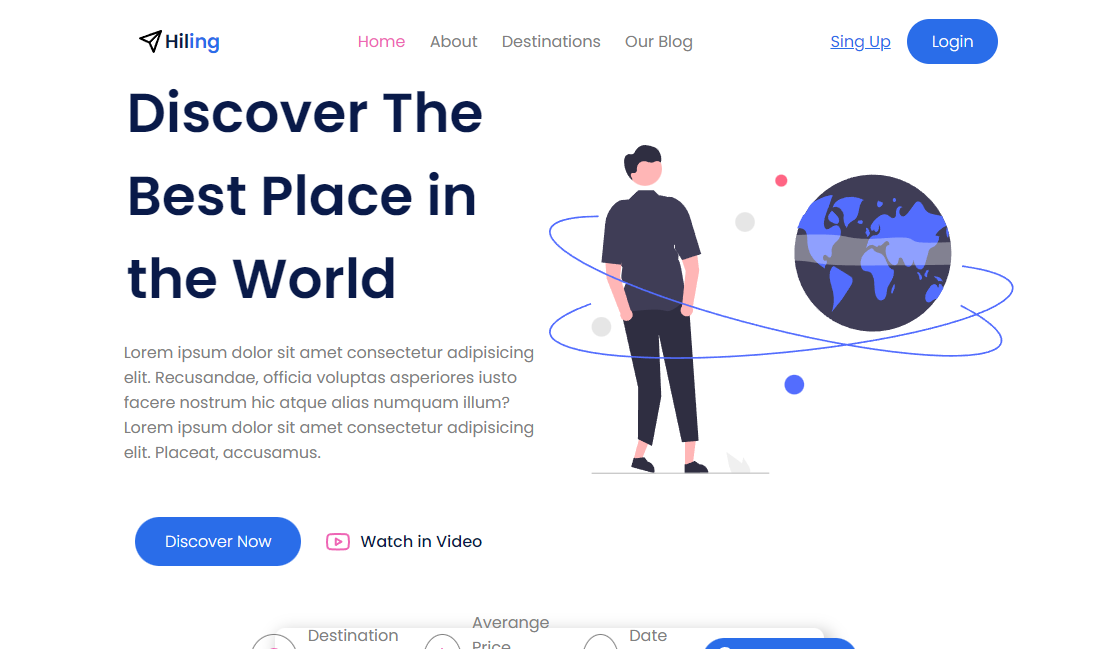 Hiling
Home About Destinations Our Blog
Sing Up Login
Discover The
Best Place in
the World
Lorem ipsum dolor sit amet consectetur adipisicing
elit. Recusandae, officia voluptas asperiores iusto
facere nostrum hic atque alias numquam illum?
Lorem ipsum dolor sit amet consectetur adipisicing
elit. Placeat, accusamus.
Discover Now Watch in Video
Destination
Averange
Price
Date